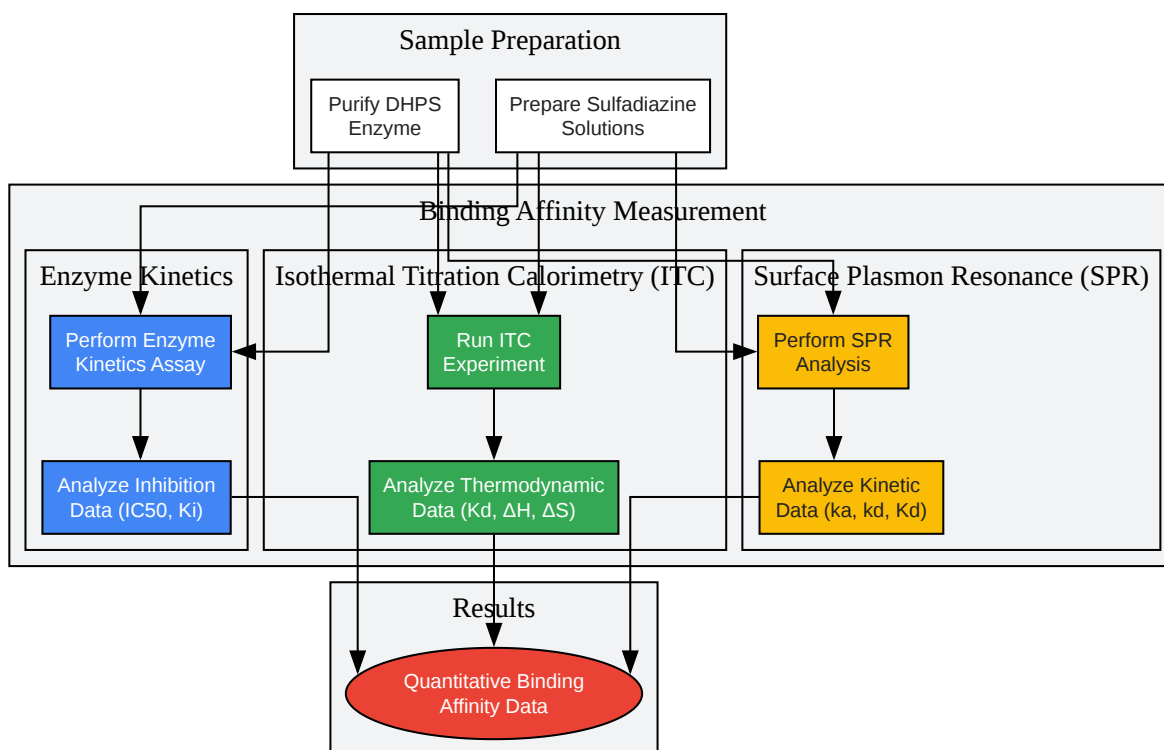 Sample Preparation
Purify DHPS
Enzyme
Prepare Sulfadiazine
Solutions
Binding Affinity Measurement
Enzyme Kinetics
Isothermal Titration Calorimetry (ITC)
Surface Plasmon Resonance (SPR)
Perform Enzyme
Kinetics Assay
Run ITC
Experiment
Perform SPR
Analysis
Analyze Inhibition
Data (IC50, Ki)
Analyze Thermodynamic
Data (Kd, ΔH, ΔS)
Analyze Kinetic
Data (ka, kd, Kd)
Results
Quantitative Binding
Affinity Data